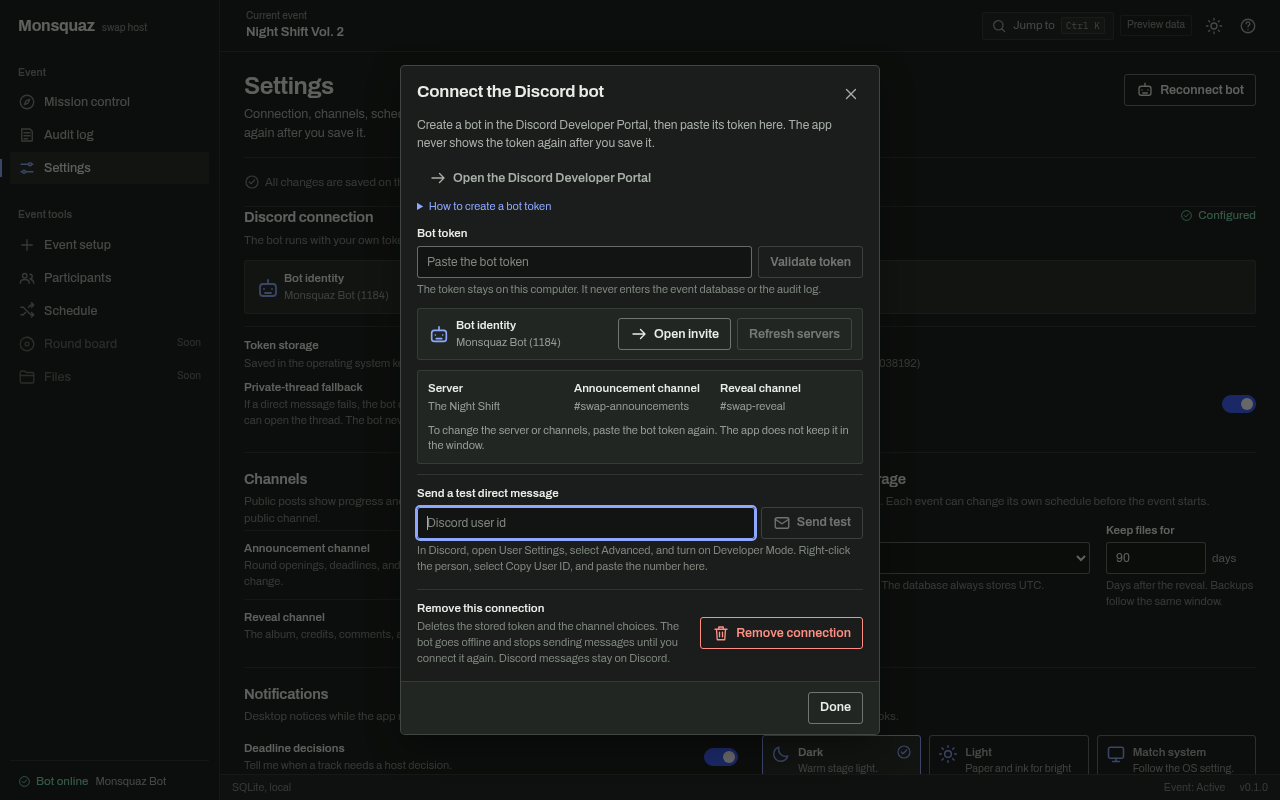 Monsquaz swap host
Current event
Night Shift Vol. 2
Jump to Ctrl K
Preview data
Event
Mission control
Audit log
Settings
Event tools
Event setup
Participants
Schedule
Round board Soon
Files Soon
Bot online Monsquaz Bot
Settings
Connection, channels, sched
again after you save it.
Reconnect bot
All changes are saved on th
Discord connection
Configured
The bot runs with your own toke
Bot identity
Monsquaz Bot (1184)
Token storage
Saved in the operating system ke
038192)
Private-thread fallback
If a direct message fails, the bot
can open the thread. The bot nev
Channels
Public posts show progress and
public channel.
Announcement channel
Round openings, deadlines, and
change.
Reveal channel
The album, credits, comments, a
rage
. Each event can change its own schedule before the event starts.
Keep files for
90 days
The database always stores UTC.
Days after the reveal. Backups
follow the same window.
Notifications
Desktop notices while the app
oks.
Deadline decisions
Tell me when a track needs a host decision.
Dark
Warm stage light.
Light
Paper and ink for bright
Match system
Follow the OS setting.
SQLite, local
Event: Active v0.1.0
Connect the Discord bot
Create a bot in the Discord Developer Portal, then paste its token here. The app
never shows the token again after you save it.
Open the Discord Developer Portal
How to create a bot token
Bot token
Paste the bot token
Validate token
The token stays on this computer. It never enters the event database or the audit log.
Bot identity
Monsquaz Bot (1184)
Open invite
Refresh servers
Server Announcement channel Reveal channel
The Night Shift #swap-announcements #swap-reveal
To change the server or channels, paste the bot token again. The app does not keep it in
the window.
Send a test direct message
Discord user id
Send test
In Discord, open User Settings, select Advanced, and turn on Developer Mode. Right-click
the person, select Copy User ID, and paste the number here.
Remove this connection
Deletes the stored token and the channel choices. The
bot goes offline and stops sending messages until you
connect it again. Discord messages stay on Discord.
Remove connection
Done